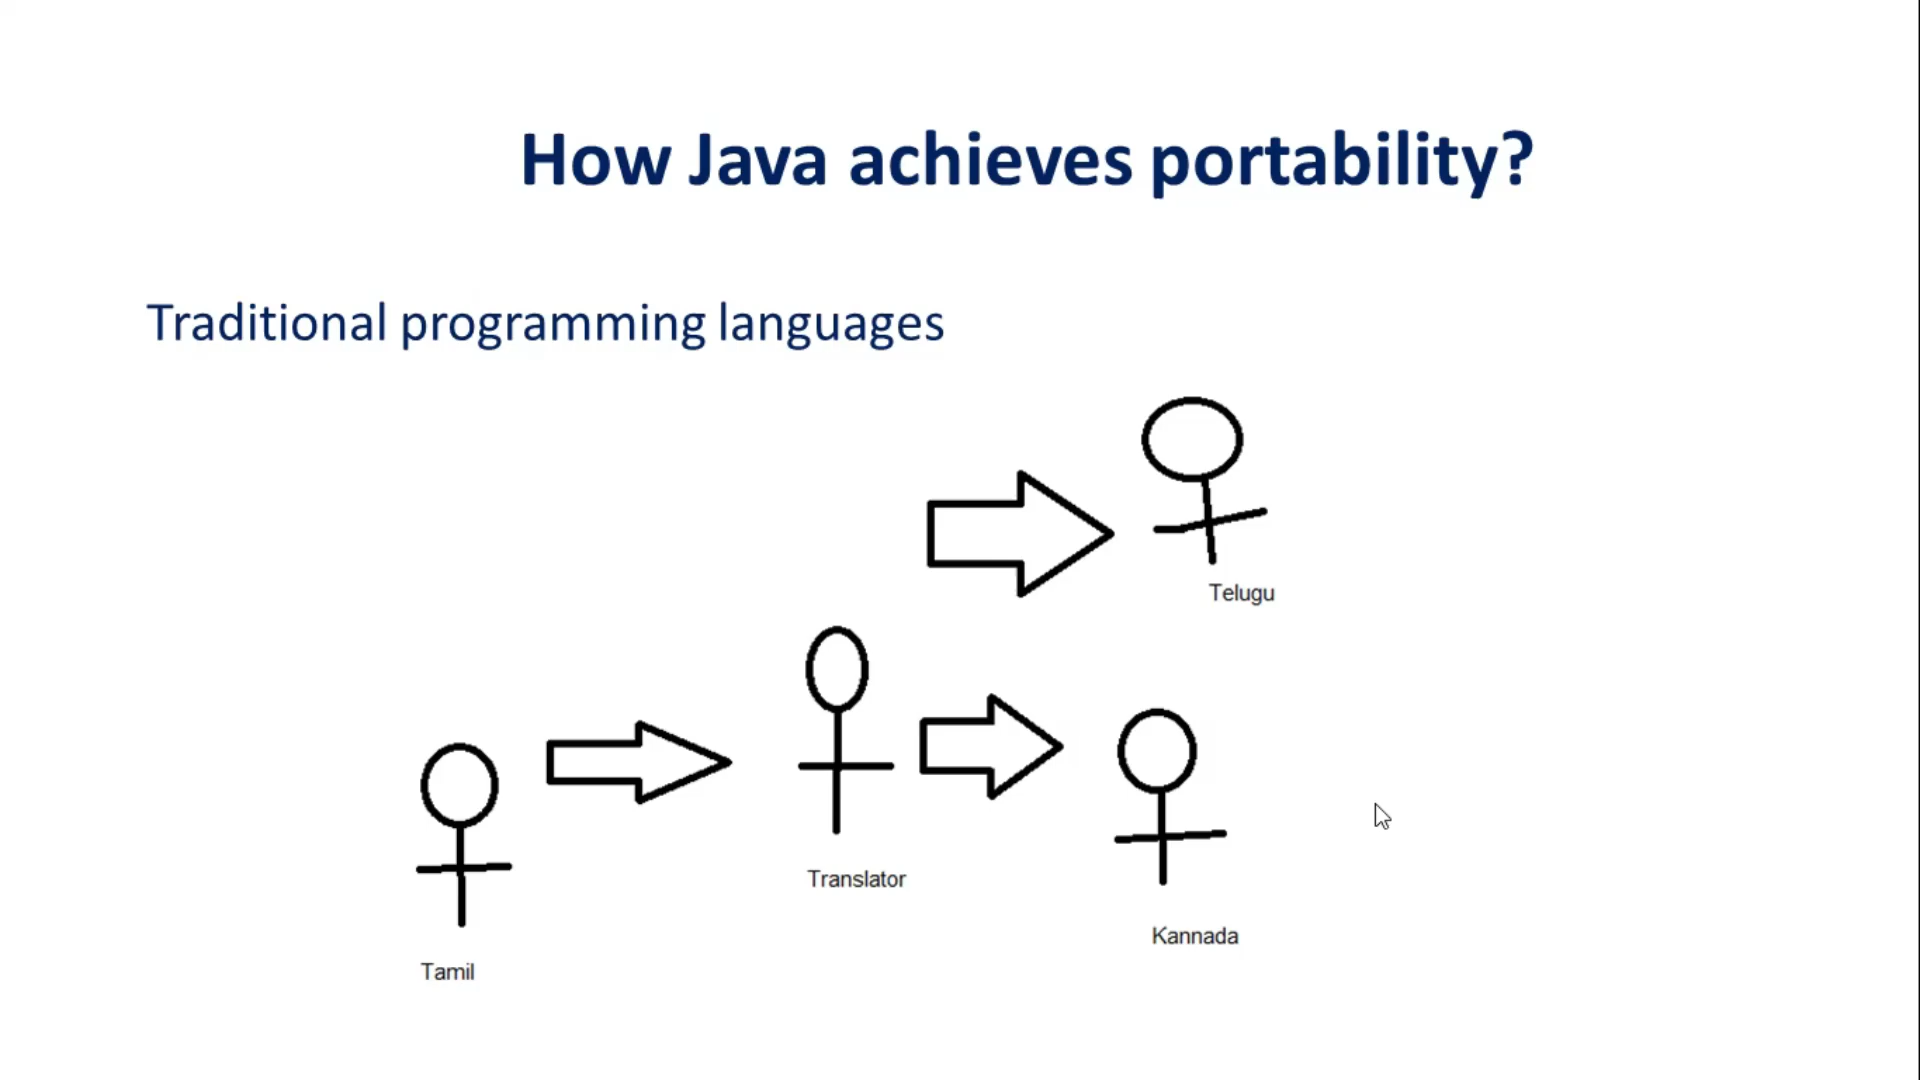 How Java achieves portability?
Traditional programming languages
Telugu
Translator
Kannada
Tamil